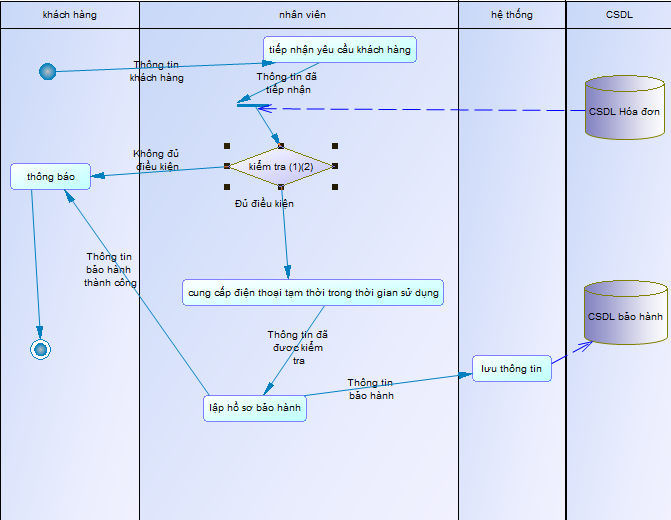 khách hàng
nhân viên
hệ thống
CSDL
tiếp nhận yêu cầu khách hàng
Thông tin
khách hàng
Thông tin đã
tiếp nhận
CSDL Hóa đơn
Không đủ
điều kiện
kiểm tra (1)(2)
thông báo
Đủ điều kiện
Thông tin
bảo hành
thành công
cung cấp điện thoại tạm thời trong thời gian sử dụng
CSDL bảo hành
Thông tin đã
được kiểm
tra
lưu thông tin
Thông tin
bảo hành
lập hồ sơ bảo hành